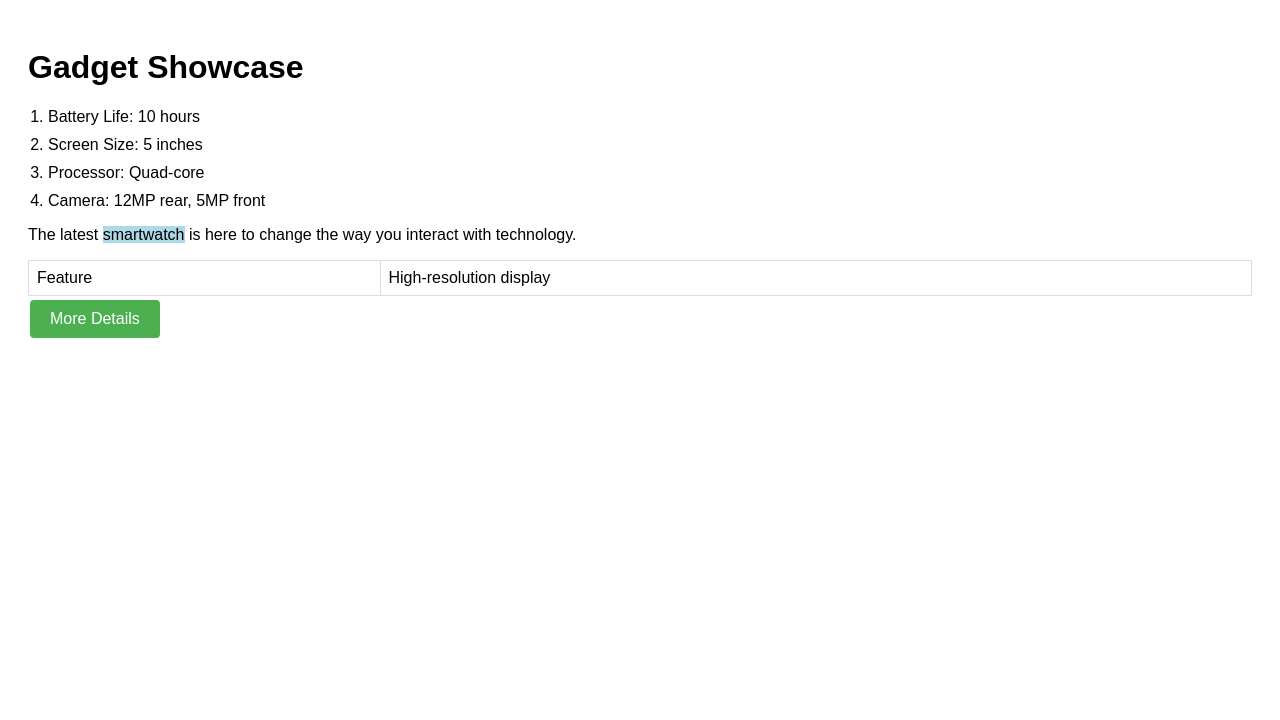 Gadget Showcase
1. Battery Life: 10 hours
2. Screen Size: 5 inches
3. Processor: Quad-core
4. Camera: 12MP rear, 5MP front
The latest smartwatch is here to change the way you interact with technology.
Feature High-resolution display
More Details